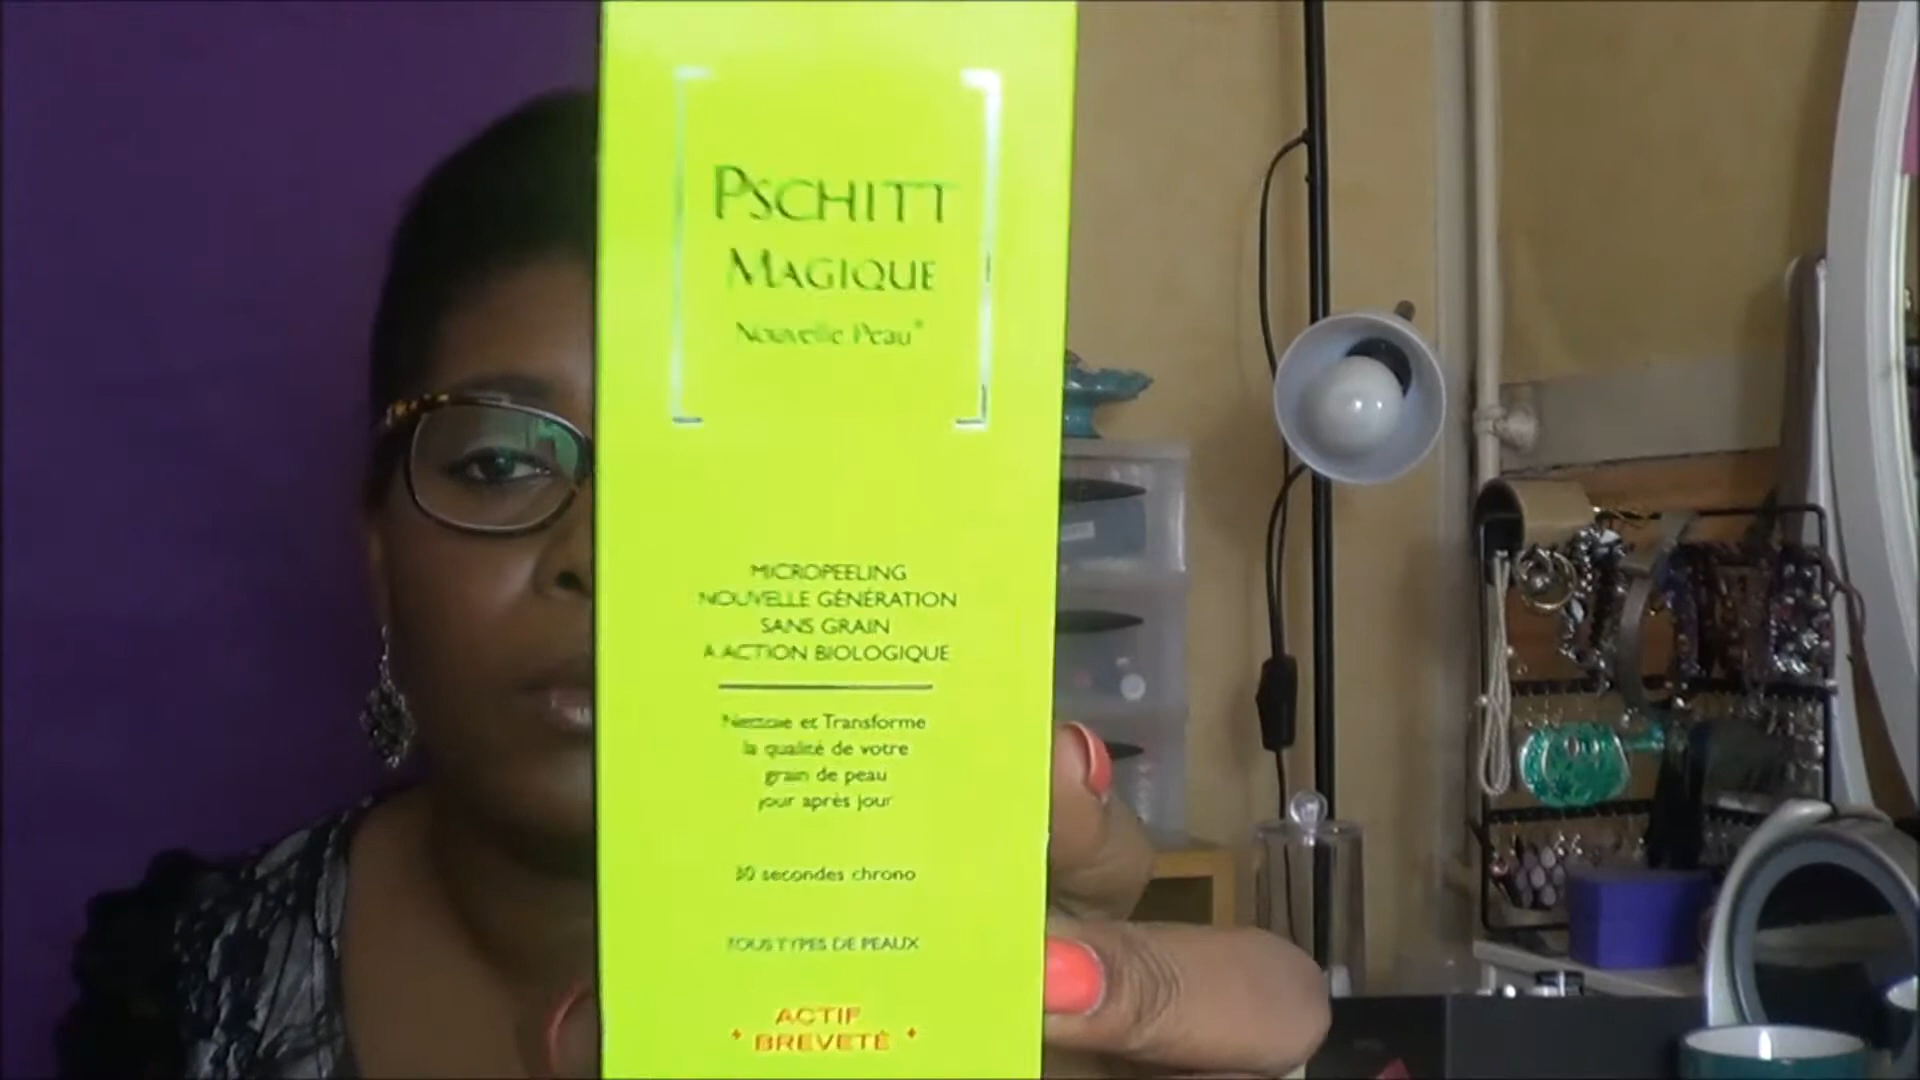 PSCHITT
MAGIQUE
Nouvelle Peau®
MICROPEELING
NOUVELLE GÉNÉRATION
SANS GRAIN
A ACTION BIOLOGIQUE
Nettoie et Transforme
la qualité de votre
grain de peau
jour après jour
30 secondes chrono
TOUS TYPES DE PEAUX
ACTIF
BREVETÉ